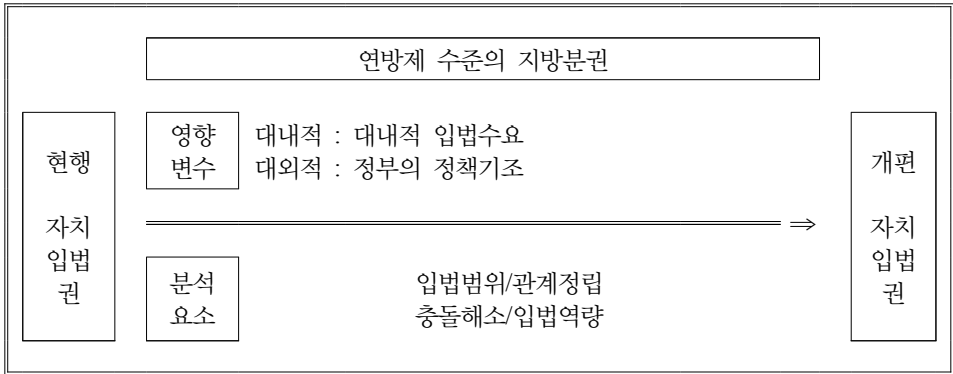 연방제 수준의 지방분권
현행
자치
입법
권
영향
변수
대내적 : 대내적 입법수요
대외적 : 정부의 정책기조
⇒
분석
요소
입법범위/관계정립
충돌해소/입법역량
개편
자치
입법
권